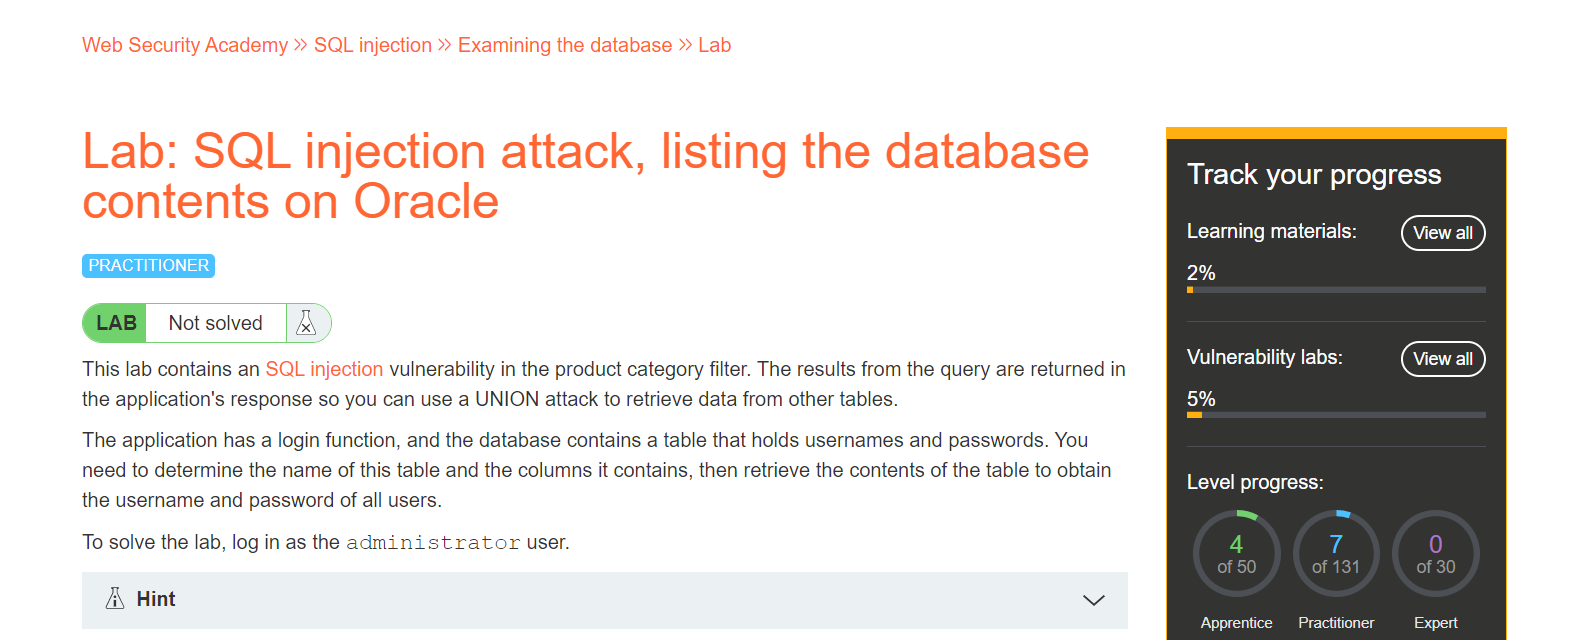 Web Security Academy >> SQL injection >> Examining the database >> Lab
Lab: SQL injection attack, listing the database
contents on Oracle
PRACTITIONER
LAB Not solved
This lab contains an SQL injection vulnerability in the product category filter. The results from the query are returned in
the application's response so you can use a UNION attack to retrieve data from other tables.
The application has a login function, and the database contains a table that holds usernames and passwords. You
need to determine the name of this table and the columns it contains, then retrieve the contents of the table to obtain
the username and password of all users.
To solve the lab, log in as the administrator user.
Hint
Track your progress
Learning materials: View all
2%
Vulnerability labs: View all
5%
Level progress:
4 7 0
of 50 of 131 of 30
Apprentice Practitioner Expert